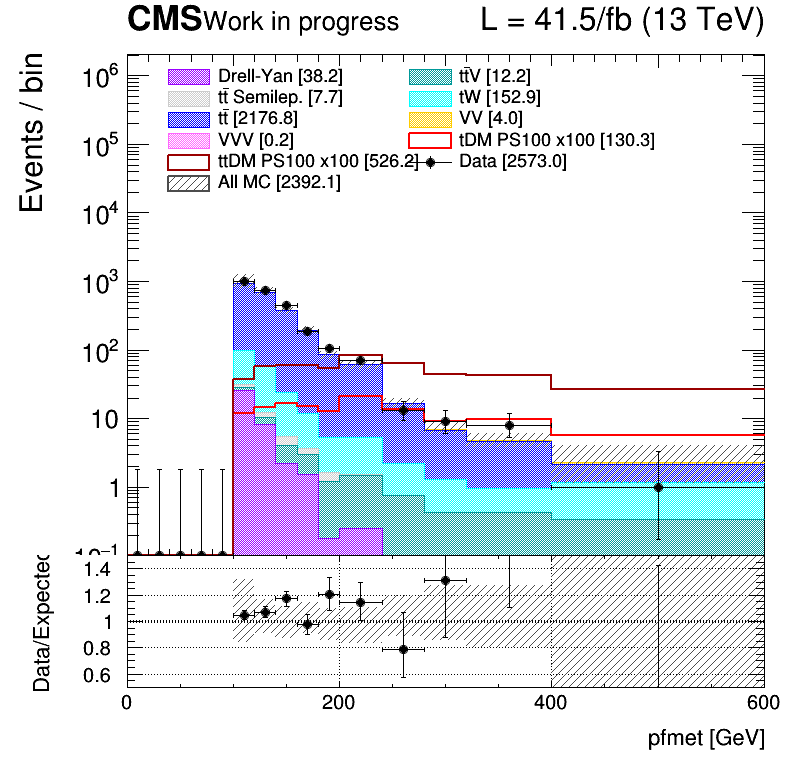 CMS Work in progress L = 41.5/fb (13 TeV)
Events / bin
Drell-Yan [38.2] tt̄V [12.2]
tt̄ Semilep. [7.7] tW [152.9]
tt̄ [2176.8] VV [4.0]
VVV [0.2] tDM PS100 x100 [130.3]
ttDM PS100 x100 [526.2] Data [2573.0]
All MC [2392.1]
10⁶
10⁵
10⁴
10³
10²
10
1
10⁻¹
Data/Expected
1.4
1.2
1
0.8
0.6
0 200 400 600
pfmet [GeV]